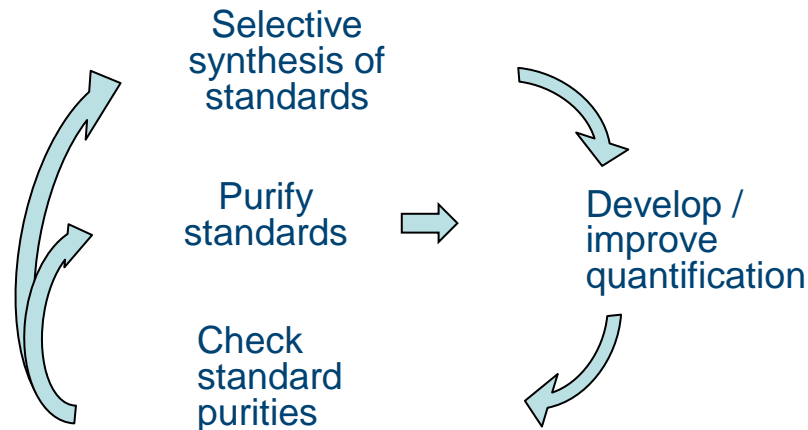 Selective
synthesis of
standards
Purify
standards
Develop /
improve
quantification
Check
standard
purities